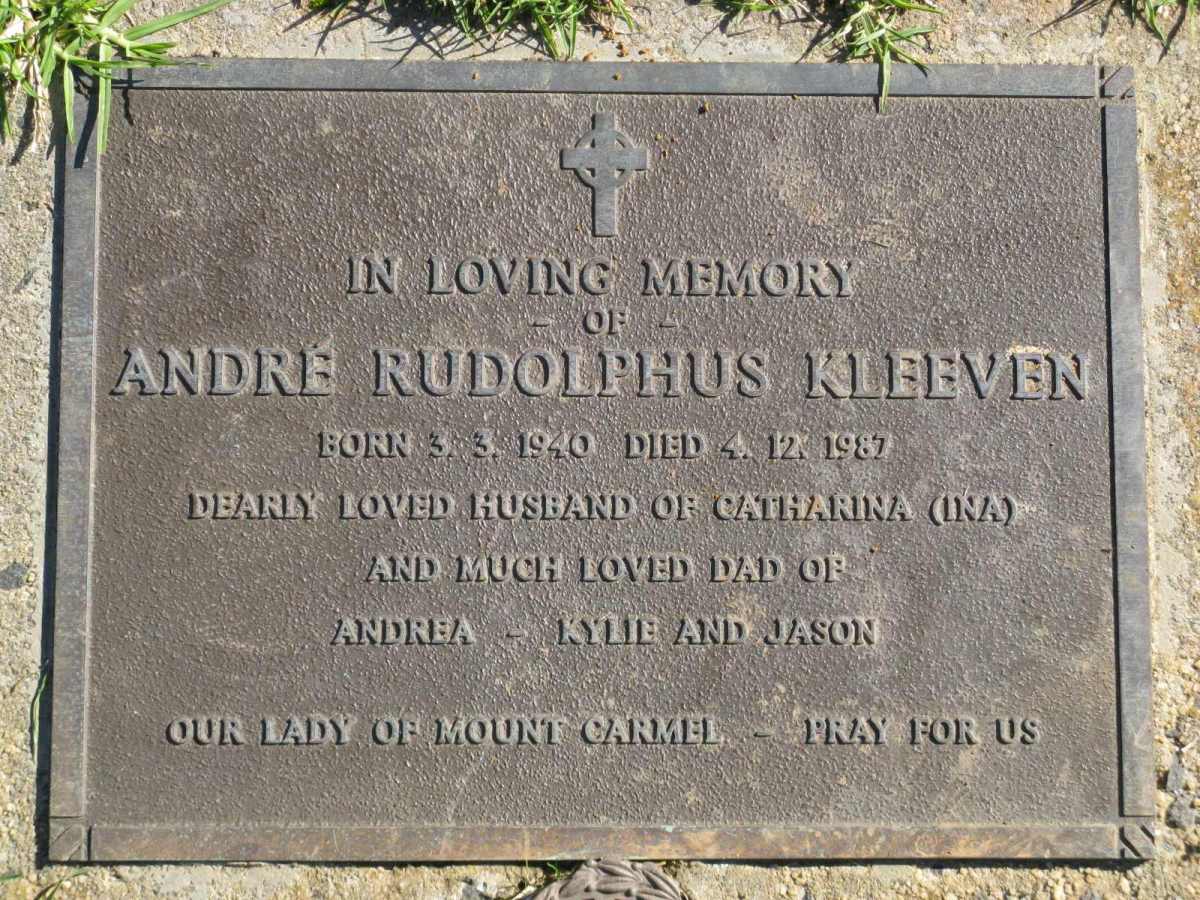 IN LOVING MEMORY
- OF -
ANDRÉ RUDOLPHUS KLEEVEN
BORN 3. 3. 1940 DIED 4. 12. 1987
DEARLY LOVED HUSBAND OF CATHARINA (INA)
AND MUCH LOVED DAD OF
ANDREA - KYLIE AND JASON
OUR LADY OF MOUNT CARMEL - PRAY FOR US